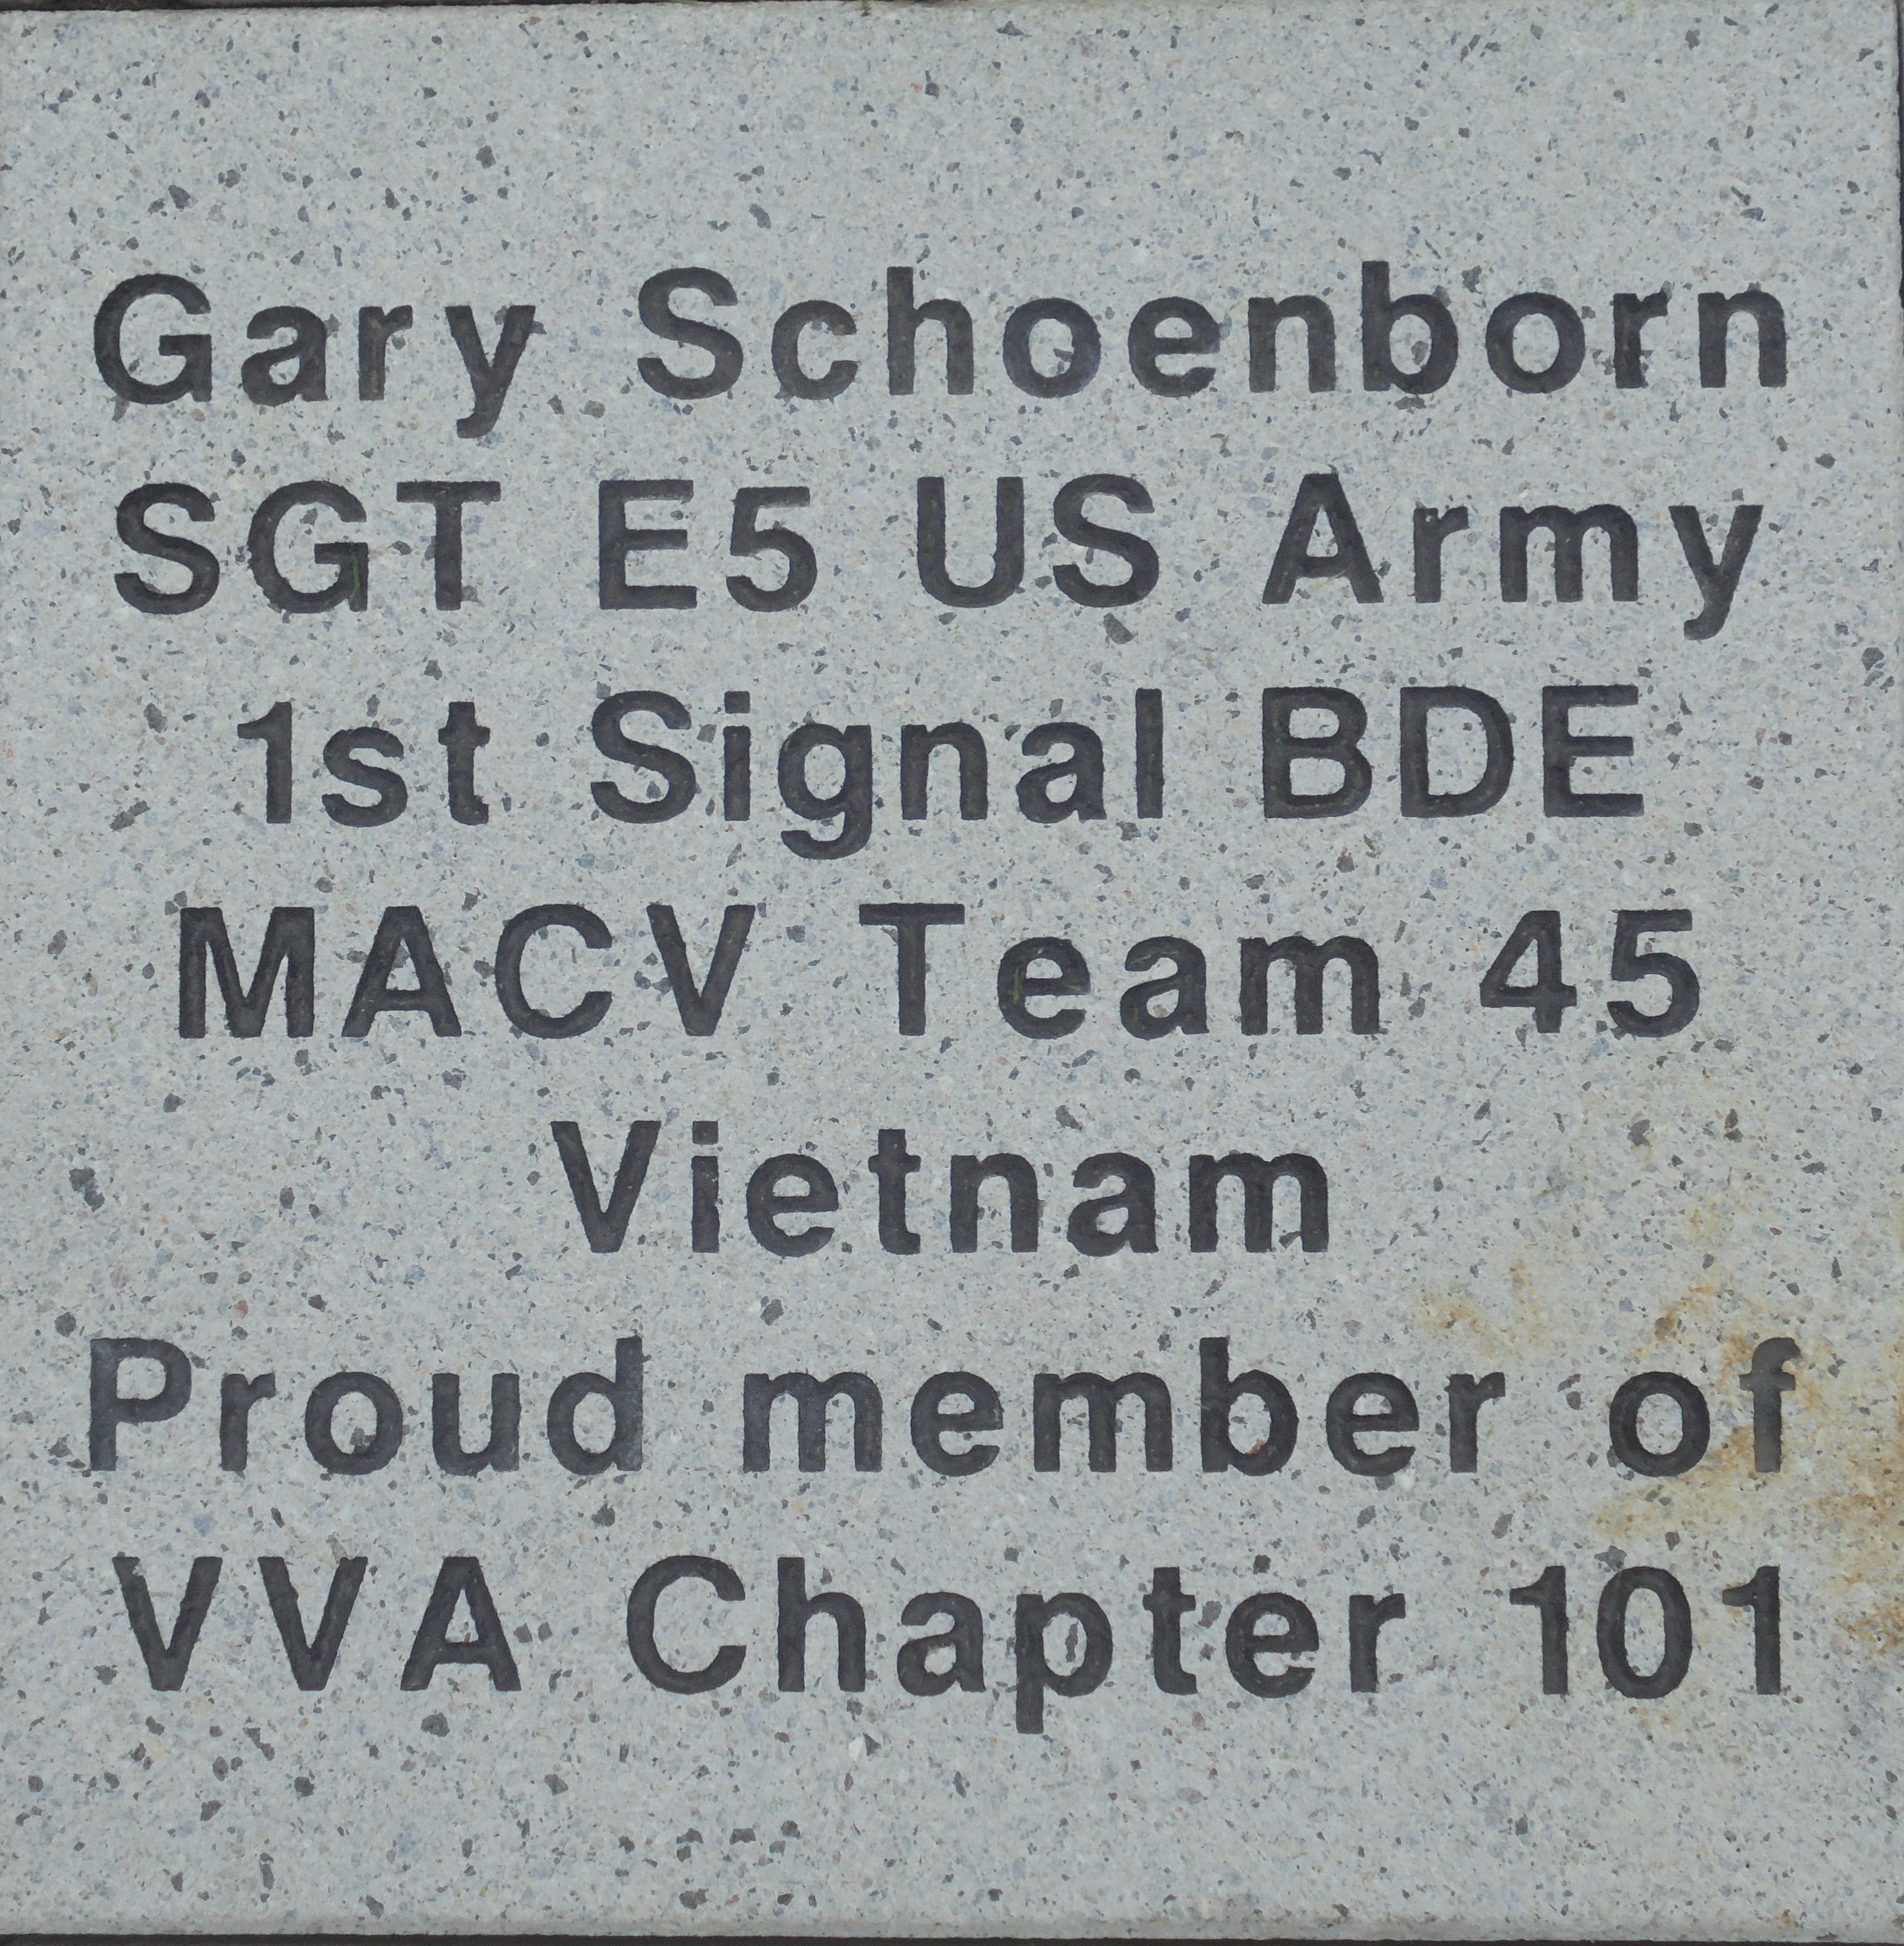 Gary Schoenborn
SGT E5 US Army
1st Signal BDE
MACV Team 45
Vietnam
Proud member of
VVA Chapter 101